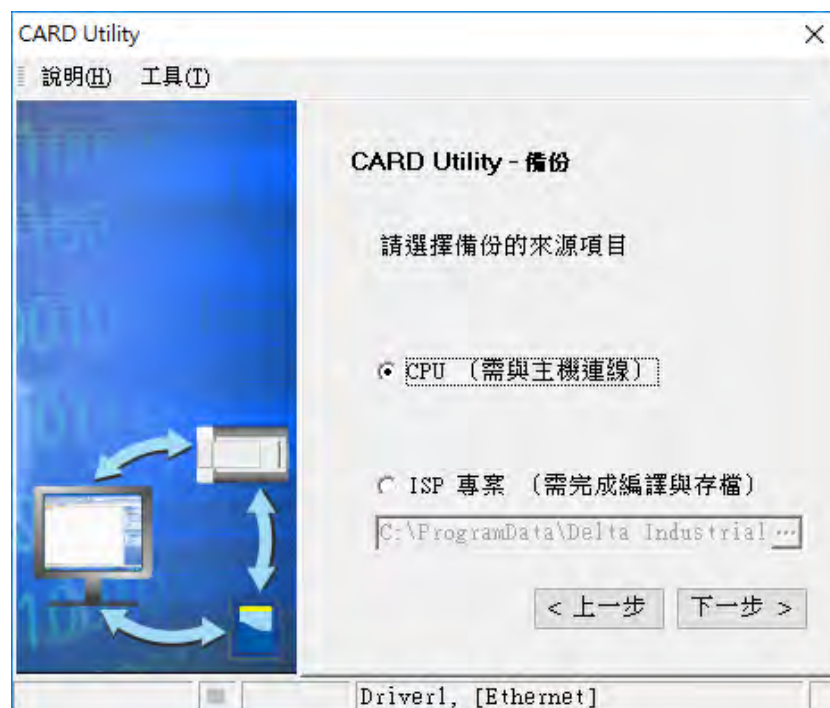 CARD Utility
說明(H) 工具(T)
CARD Utility - 備份
請選擇備份的來源項目
CPU （需與主機連線）
ISP 專案 （需完成編譯與存檔）
C:\ProgramData\Delta Industrial ...
< 上一步 下一步 >
Driver1, [Ethernet]